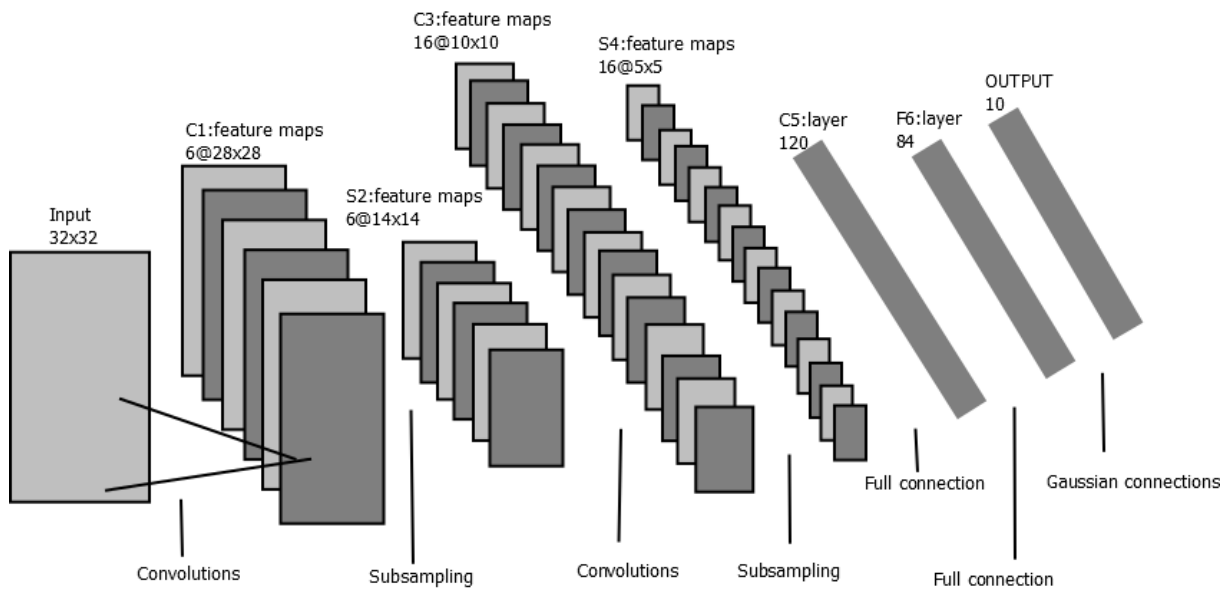 Input
32x32
C1:feature maps
6@28x28
S2:feature maps
6@14x14
C3:feature maps
16@10x10
S4:feature maps
16@5x5
C5:layer
120
F6:layer
84
OUTPUT
10
Convolutions
Subsampling
Convolutions
Subsampling
Full connection
Full connection
Gaussian connections